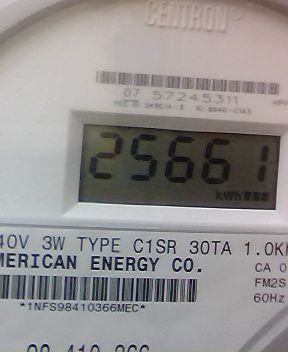 CENTRON
07 57245311
25661
kWh
40V 3W TYPE C1SR 30TA 1.0K
MERICAN ENERGY CO.
CA 0
FM2S
60Hz
*1NFS98410366MEC*